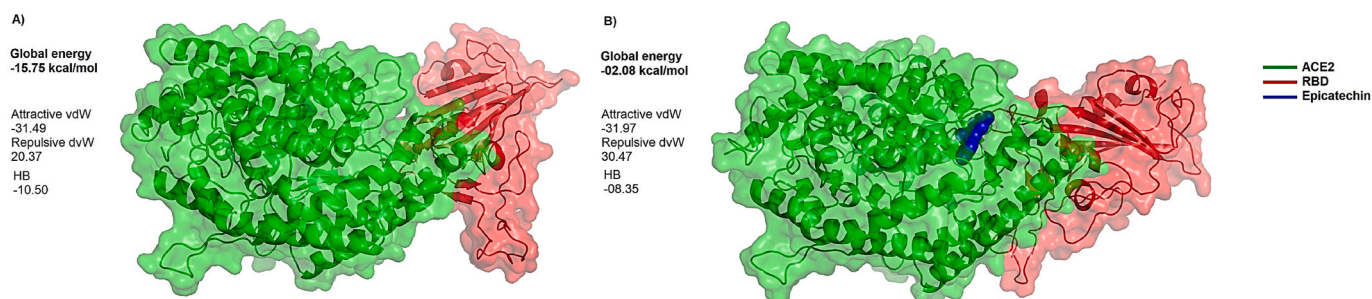 A)
Global energy
-15.75 kcal/mol
Attractive vdW
-31.49
Repulsive dvW
20.37
HB
-10.50
B)
Global energy
-02.08 kcal/mol
Attractive vdW
-31.97
Repulsive dvW
30.47
HB
-08.35
ACE2
RBD
Epicatechin